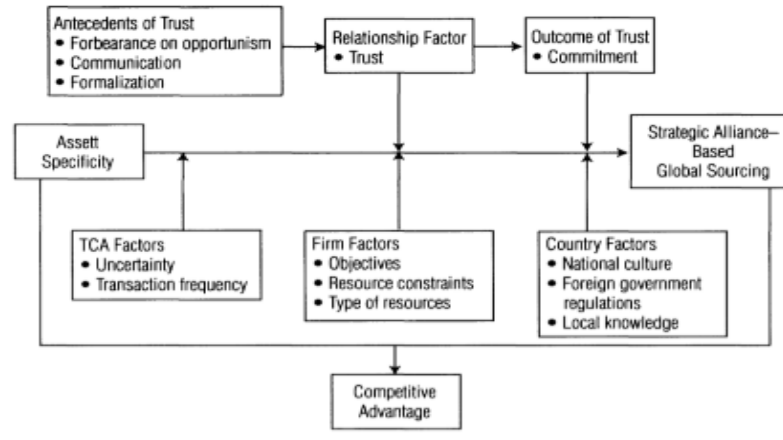 Antecedents of Trust
• Forbearance on opportunism
• Communication
• Formalization
Relationship Factor
• Trust
Outcome of Trust
• Commitment
Assett
Specificity
Strategic Alliance–
Based
Global Sourcing
TCA Factors
• Uncertainty
• Transaction frequency
Firm Factors
• Objectives
• Resource constraints
• Type of resources
Country Factors
• National culture
• Foreign government
regulations
• Local knowledge
Competitive
Advantage